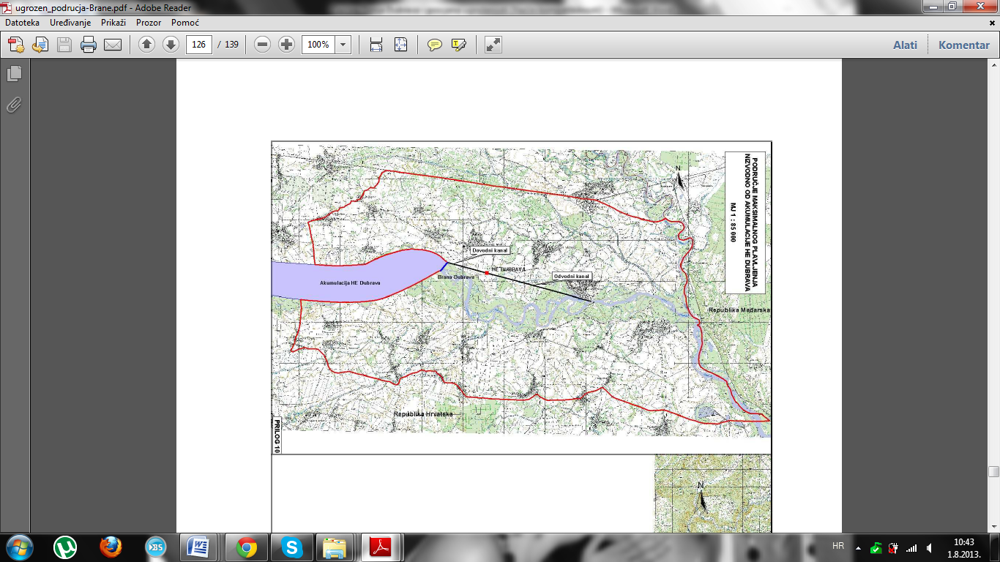 ugrozen_podrucja-Brane.pdf - Adobe Reader
Datoteka Uređivanje Prikaži Prozor Pomoć
126 / 139 100% Alati Komentar
PODRUČJE MAKSIMALNOG PLAVLJENJA
NIZVODNO OD AKUMULACIJE HE DUBRAVA
MJ 1 : 85 000
N
Dovodni kanal
HE DUBRAVA
Brana Dubrava
Odvodni kanal
Akumulacija HE Dubrava
Republika Mađarska
Republika Hrvatska
PRILOG 10
N
HR
10:43
1.8.2013.